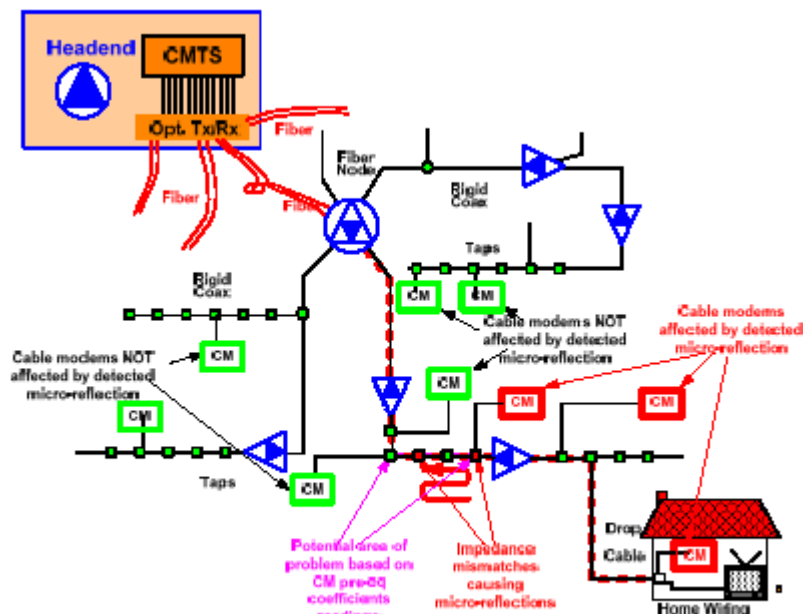 Headend
CMTS
Opt. Tx/Rx
Fiber
Fiber
Fiber
Fiber
Node
Rigid
Coax
Taps
Rigid
Coax
CM
CM
Cable modems NOT
affected by detected
micro-reflection
Cable modems
affected by detected
micro-reflection
CM
Cable modems NOT
affected by detected
micro-reflection
CM
CM
CM
CM
Taps
CM
Potential area of
problem based on
CM pre-eq
coefficients
Impedance
mismatches
causing
micro-reflections
Drop
Cable
CM
Home Wiring